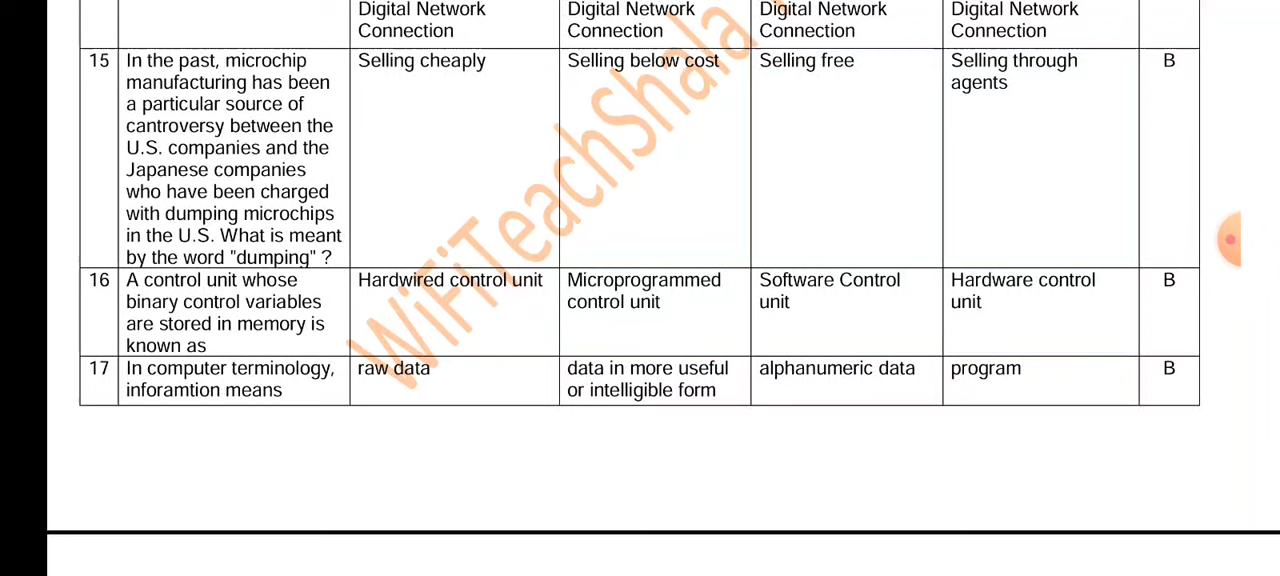 Digital Network Connection
Digital Network Connection
Digital Network Connection
Digital Network Connection
15
In the past, microchip
manufacturing has been
a particular source of
cantroversy between the
U.S. companies and the
Japanese companies
who have been charged
with dumping microchips
in the U.S. What is meant
by the word "dumping" ?
Selling cheaply
Selling below cost
Selling free
Selling through
agents
B
16
A control unit whose
binary control variables
are stored in memory is
known as
Hardwired control unit
Microprogrammed
control unit
Software Control
unit
Hardware control
unit
B
17
In computer terminology,
inforamtion means
raw data
data in more useful
or intelligible form
alphanumeric data
program
B
WiFiTeachShala